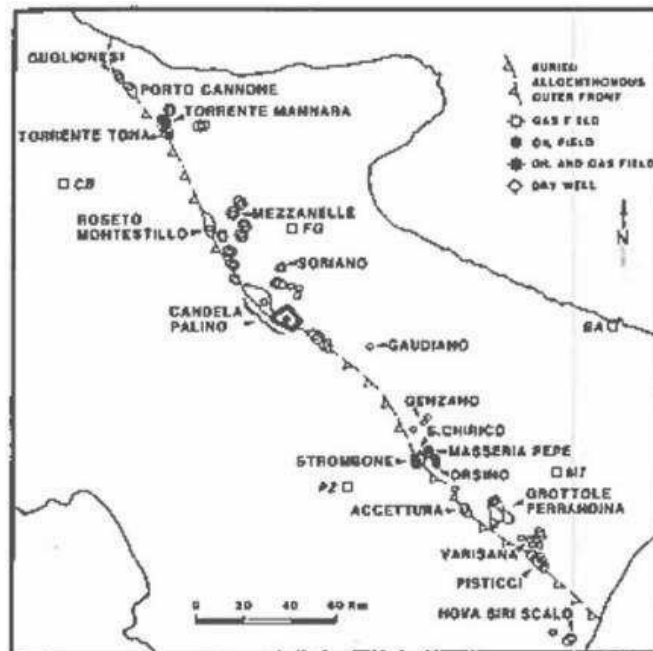 GUGLIONESI
PORTO CANNONE
TORRENTE MANNARA
TORRENTE TONA
CB
ROSETO
MONTESTILLO
MEZZANELLE
FG
SORIANO
CANDELA
PALINO
GAUDIANO
BA
GENZANO
S.CHIRICO
MASSERIA PEPE
STROMBONE
ORSINO
PZ
MT
ACCETTURA
GROTTOLE
FERRANDINA
VARISANA
PISTICCI
NOVA SIRI SCALO
BURIED
ALLOCHTHONOUS
OUTER FRONT
GAS FIELD
OIL FIELD
OIL AND GAS FIELD
DRY WELL
N
0 20 40 60 Km